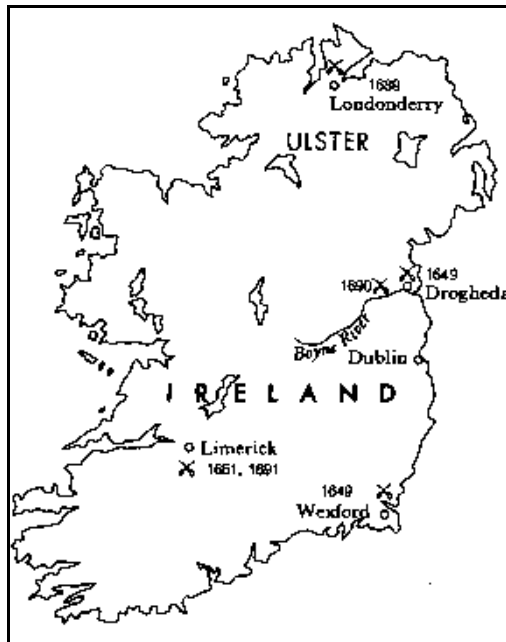 1689
Londonderry
ULSTER
1649
1690
Drogheda
Boyne River
Dublin
IRELAND
Limerick
1651, 1691
1649
Wexford